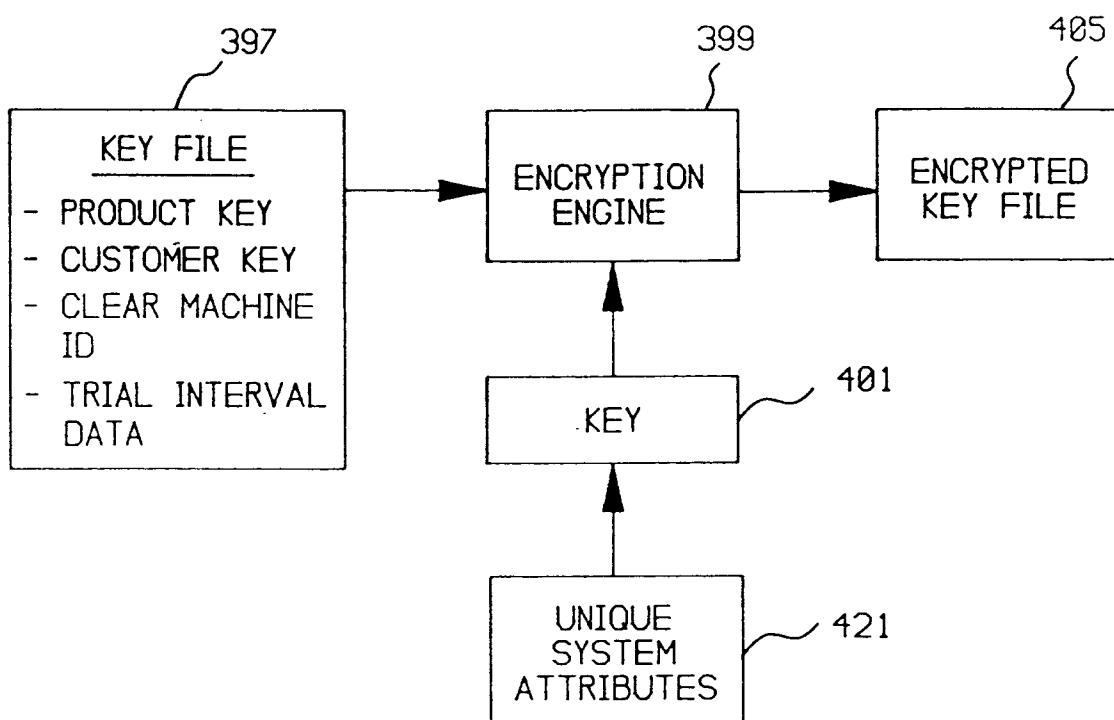 397
399
405
KEY FILE
- PRODUCT KEY
- CUSTOMER KEY
- CLEAR MACHINE
ID
- TRIAL INTERVAL
DATA
ENCRYPTION
ENGINE
ENCRYPTED
KEY FILE
KEY
401
UNIQUE
SYSTEM
ATTRIBUTES
421